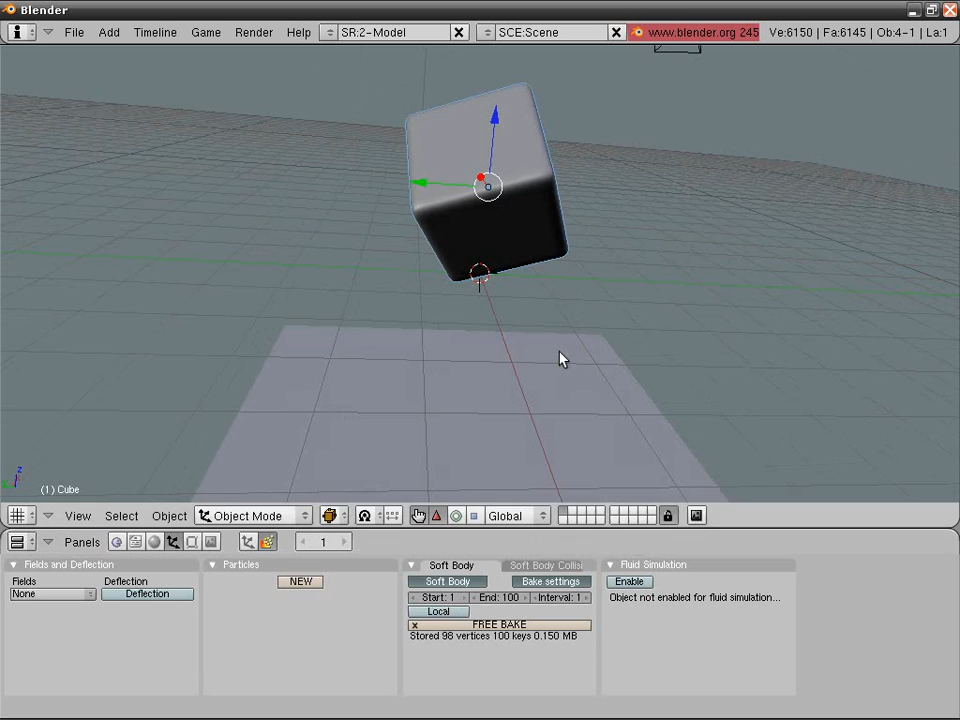 Blender
File Add Timeline Game Render Help SR:2-Model SCE:Scene www.blender.org 245 Ve:6150 | Fa:6145 | Ob:4-1 | La:1
z
(1) Cube
View Select Object Object Mode Global
Panels 1
Fields and Deflection Particles Soft Body Soft Body Collisi Fluid Simulation
Fields Deflection NEW Soft Body Bake settings Enable
None Deflection Start: 1 End: 100 Interval: 1 Object not enabled for fluid simulation...
Local
x FREE BAKE
Stored 98 vertices 100 keys 0.150 MB